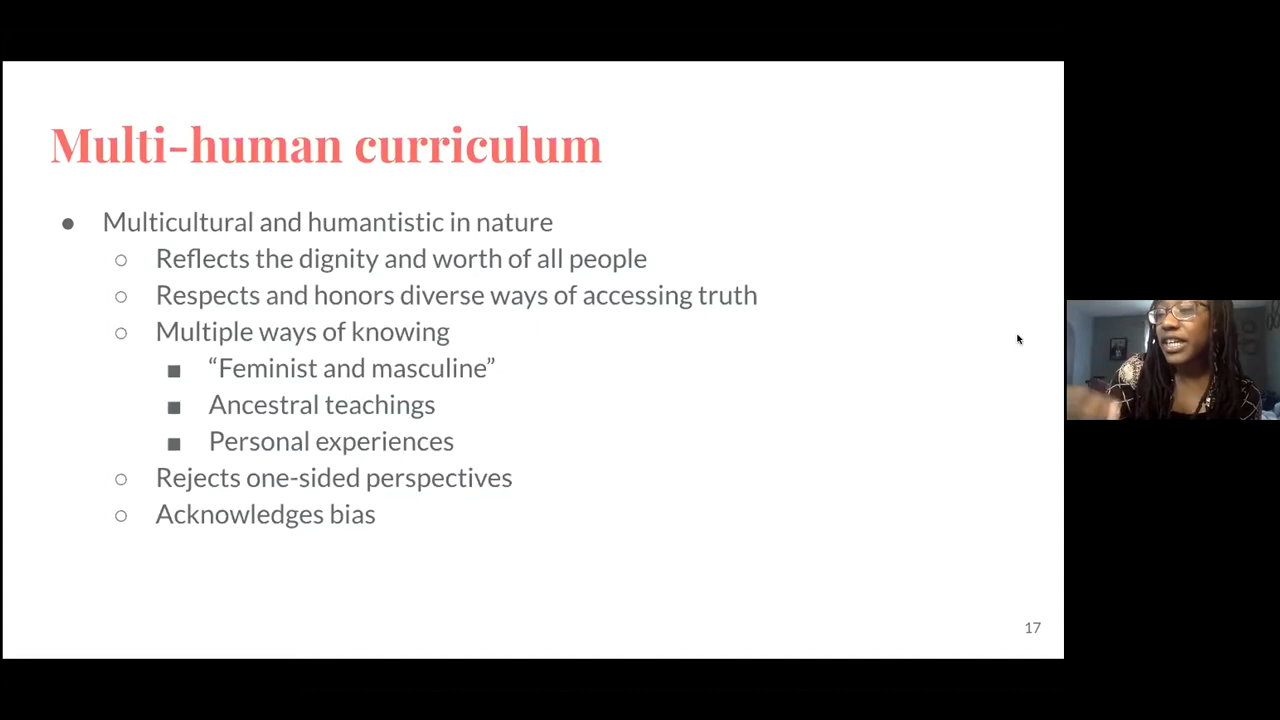 Multi-human curriculum
● Multicultural and humantistic in nature
○ Reflects the dignity and worth of all people
○ Respects and honors diverse ways of accessing truth
○ Multiple ways of knowing
■ “Feminist and masculine”
■ Ancestral teachings
■ Personal experiences
○ Rejects one-sided perspectives
○ Acknowledges bias
17